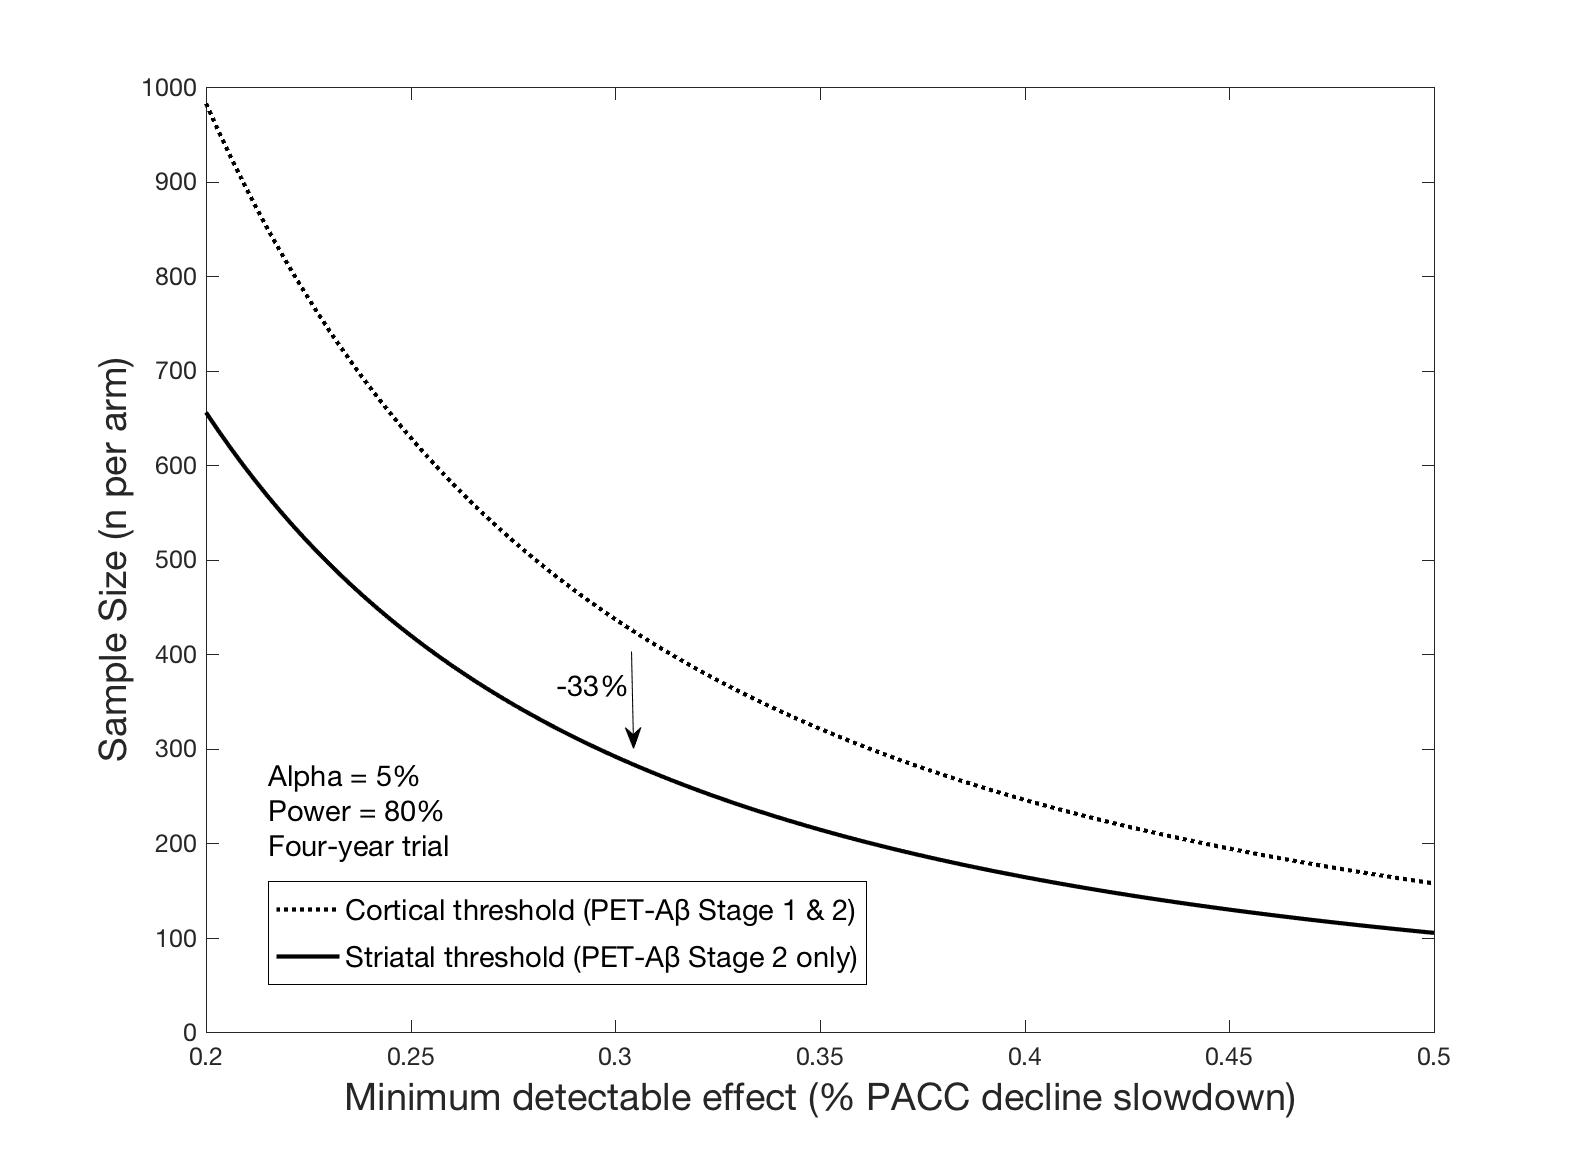 1000
900
800
700
600
500
400
300
200
100
0
Sample Size (n per arm)
-33%
Alpha = 5%
Power = 80%
Four-year trial
Cortical threshold (PET-Aβ Stage 1 & 2)
Striatal threshold (PET-Aβ Stage 2 only)
0.2 0.25 0.3 0.35 0.4 0.45 0.5
Minimum detectable effect (% PACC decline slowdown)